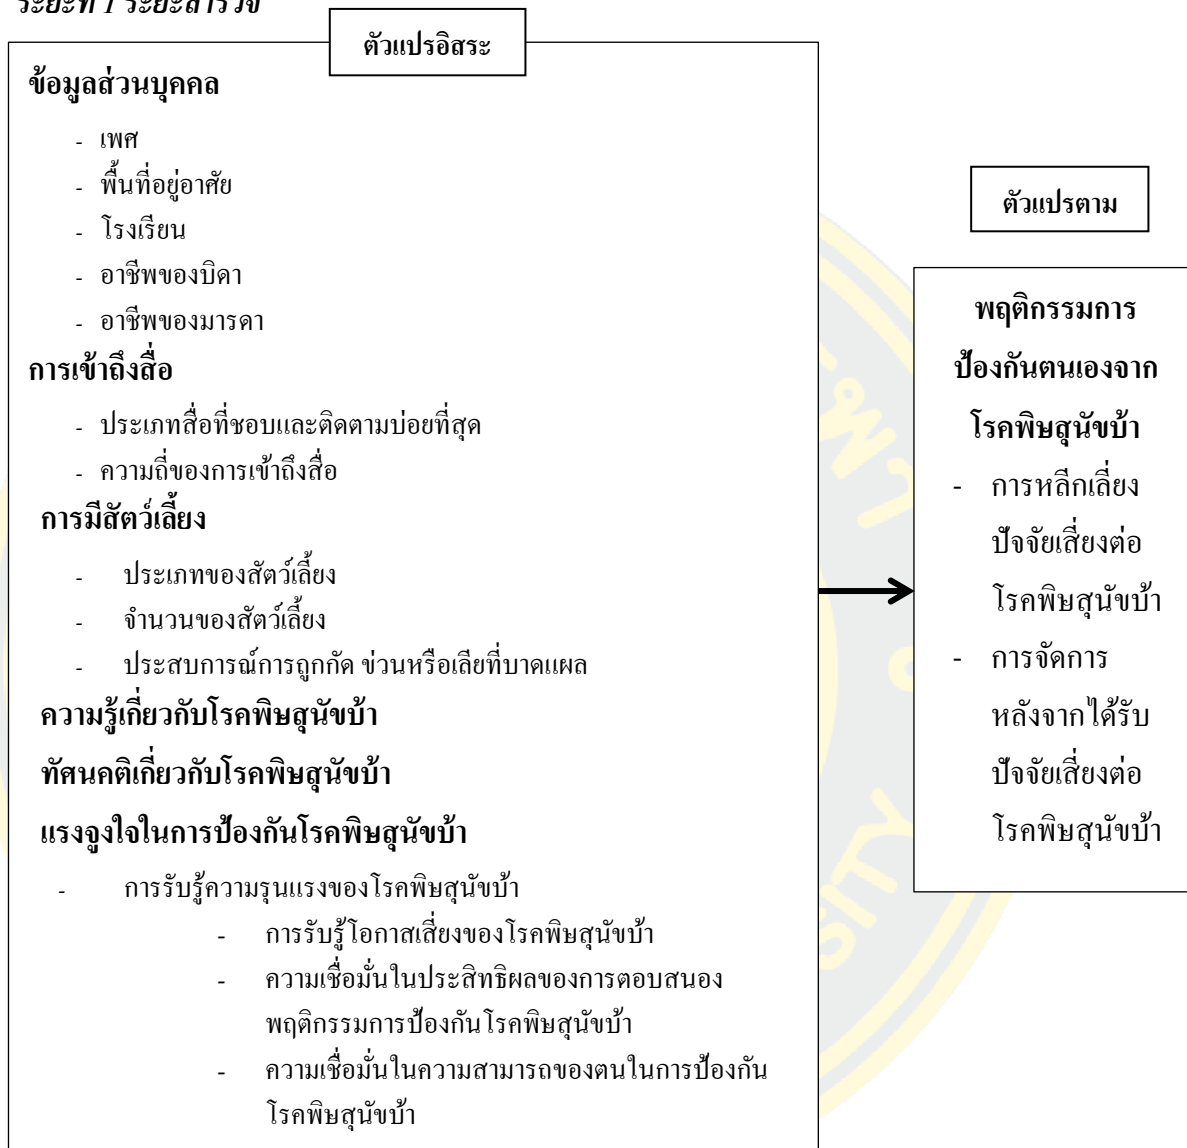 ระยะที่ 1 ระยะสำรวจ
ตัวแปรอิสระ
ข้อมูลส่วนบุคคล
- เพศ
- พื้นที่อยู่อาศัย
- โรงเรียน
- อาชีพของบิดา
- อาชีพของมารดา
การเข้าถึงสื่อ
- ประเภทสื่อที่ชอบและติดตามบ่อยที่สุด
- ความถี่ของการเข้าถึงสื่อ
การมีสัตว์เลี้ยง
- ประเภทของสัตว์เลี้ยง
- จำนวนของสัตว์เลี้ยง
- ประสบการณ์การถูกกัด ข่วนหรือเลียที่บาดแผล
ความรู้เกี่ยวกับโรคพิษสุนัขบ้า
ทัศนคติเกี่ยวกับโรคพิษสุนัขบ้า
แรงจูงใจในการป้องกันโรคพิษสุนัขบ้า
- การรับรู้ความรุนแรงของโรคพิษสุนัขบ้า
- การรับรู้โอกาสเสี่ยงของโรคพิษสุนัขบ้า
- ความเชื่อมั่นในประสิทธิผลของการตอบสนอง
พฤติกรรมการป้องกันโรคพิษสุนัขบ้า
- ความเชื่อมั่นในความสามารถของตนในการป้องกัน
โรคพิษสุนัขบ้า
ตัวแปรตาม
พฤติกรรมการ
ป้องกันตนเองจาก
โรคพิษสุนัขบ้า
- การหลีกเลี่ยง
ปัจจัยเสี่ยงต่อ
โรคพิษสุนัขบ้า
- การจัดการ
หลังจากได้รับ
ปัจจัยเสี่ยงต่อ
โรคพิษสุนัขบ้า